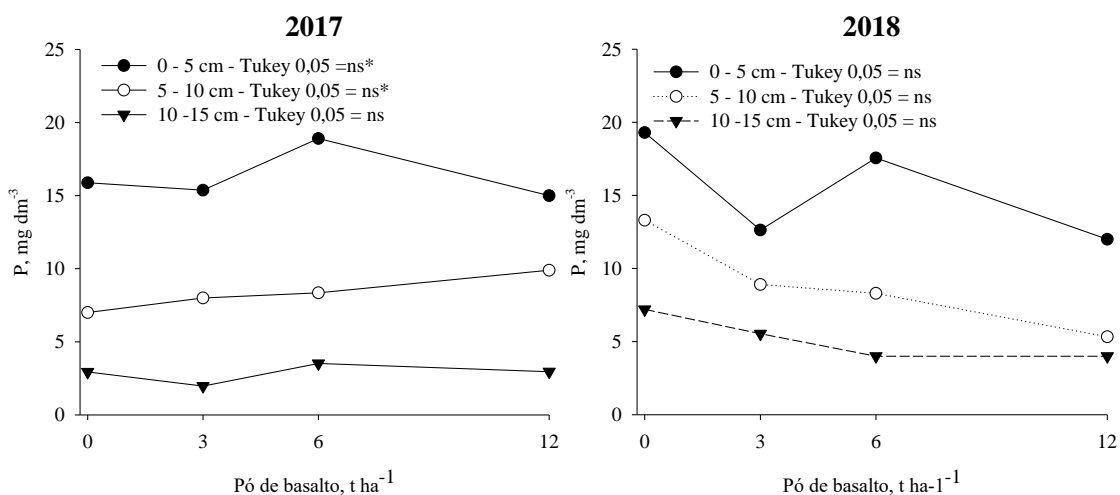 2017
25
20
15
10
5
0
P, mg dm-3
0 - 5 cm - Tukey 0,05 =ns*
5 - 10 cm - Tukey 0,05 = ns*
10 -15 cm - Tukey 0,05 = ns
0 3 6 12
Pó de basalto, t ha-1
2018
25
20
15
10
5
0
P, mg dm-3
0 - 5 cm - Tukey 0,05 = ns
5 - 10 cm - Tukey 0,05 = ns
10 -15 cm - Tukey 0,05 = ns
0 3 6 12
Pó de basalto, t ha-1-1